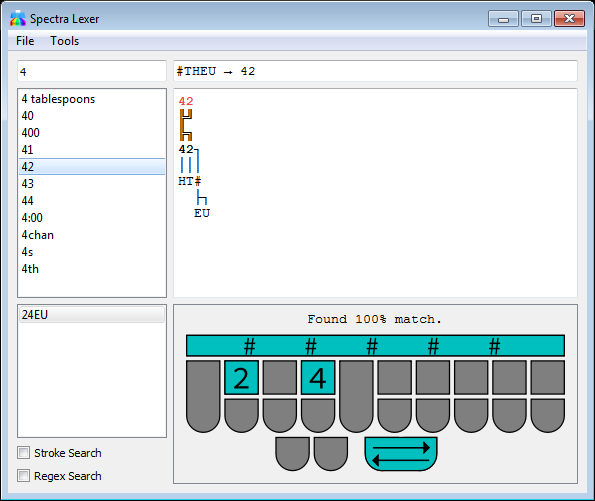 Spectra Lexer
File Tools
4
#THEU → 42
4 tablespoons
40
400
41
42
43
44
4:00
4chan
4s
4th
42
42
HT#
EU
24EU
Stroke Search
Regex Search
Found 100% match.
# # # # #
2 4